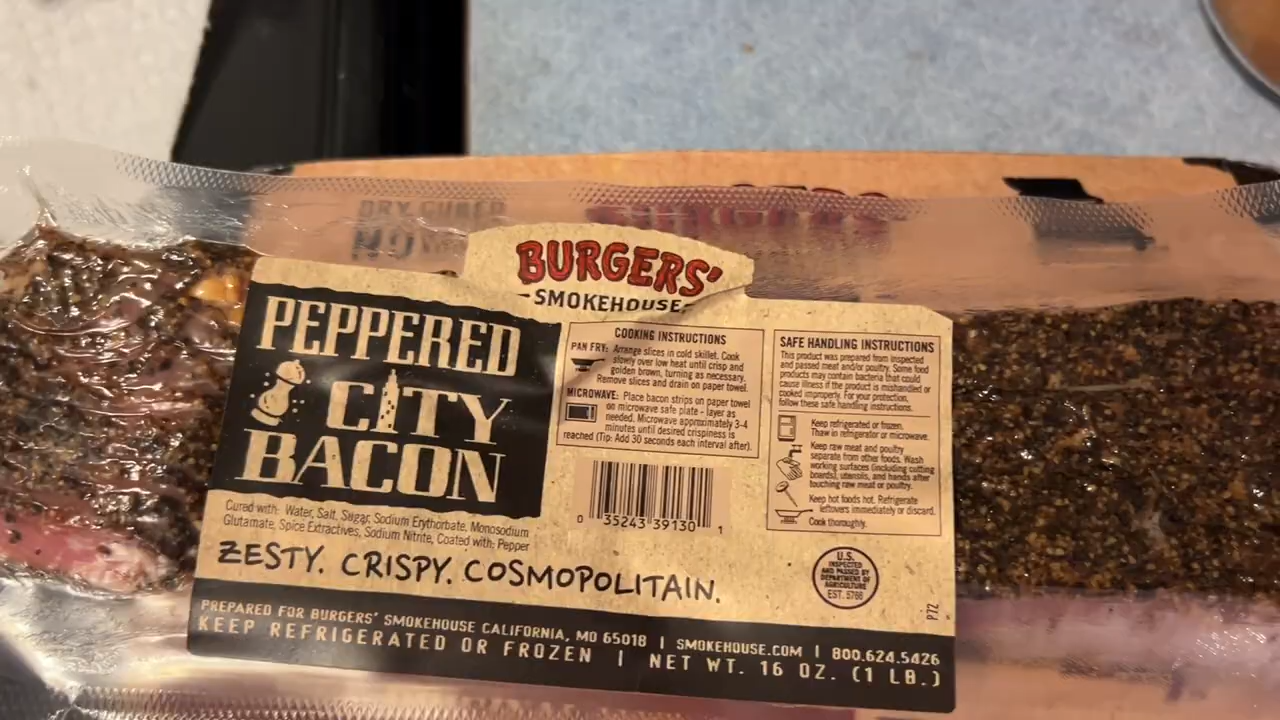 DRY CURED
BURGERS'
SMOKEHOUSE
PEPPERED
CITY
BACON
Cured with: Water, Salt, Sugar, Sodium Erythorbate, Monosodium
Glutamate, Spice Extractives, Sodium Nitrite, Coated with: Pepper
ZESTY. CRISPY. COSMOPOLITAIN.
COOKING INSTRUCTIONS
PAN FRY: Arrange slices in cold skillet. Cook
slowly over low heat until crisp and
golden brown, turning as necessary.
Remove slices and drain on paper towel.
MICROWAVE: Place bacon strips on paper towel
on microwave safe plate - layer as
needed. Microwave approximately 3-4
minutes until desired crispiness is
reached (Tip: Add 30 seconds each interval after).
0 35243 39130 1
SAFE HANDLING INSTRUCTIONS
This product was prepared from inspected
and passed meat and/or poultry. Some food
products may contain bacteria that could
cause illness if the product is mishandled or
cooked improperly. For your protection,
follow these safe handling instructions.
Keep refrigerated or frozen.
Thaw in refrigerator or microwave.
Keep raw meat and poultry
separate from other foods. Wash
working surfaces (including cutting
boards), utensils, and hands after
touching raw meat or poultry.
Keep hot foods hot. Refrigerate
leftovers immediately or discard.
Cook thoroughly.
U.S.
INSPECTED
AND PASSED BY
DEPARTMENT OF
AGRICULTURE
EST. 5766
P72
PREPARED FOR BURGERS' SMOKEHOUSE CALIFORNIA, MO 65018 | SMOKEHOUSE.COM | 800.624.5426
KEEP REFRIGERATED OR FROZEN | NET WT. 16 OZ. (1 LB.)